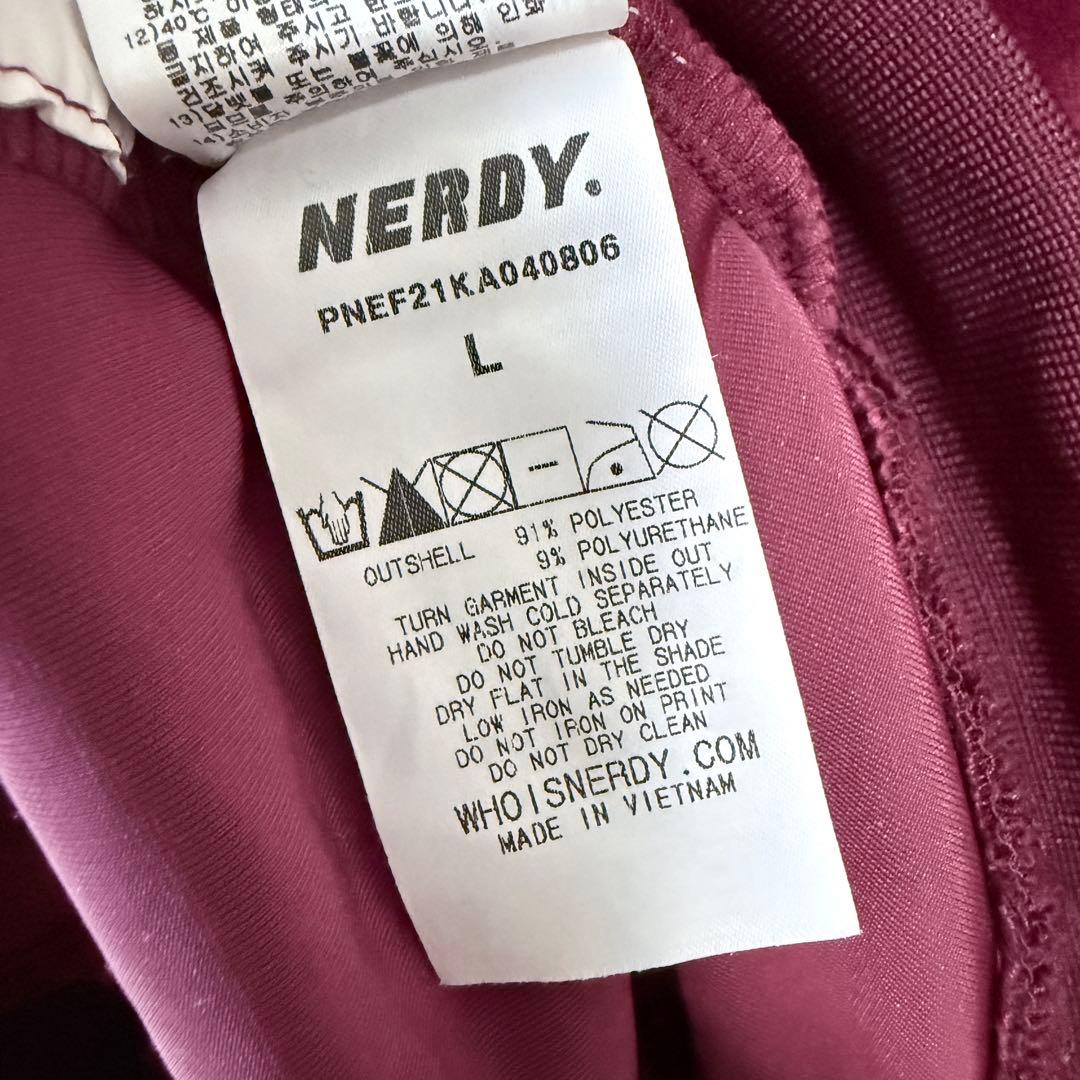 12)
13)
NERDY.
PNEF21KA040806
L
OUTSHELL 91% POLYESTER
9% POLYURETHANE
TURN GARMENT INSIDE OUT
HAND WASH COLD SEPARATELY
DO NOT BLEACH
DO NOT TUMBLE DRY
DRY FLAT IN THE SHADE
LOW IRON AS NEEDED
DO NOT IRON ON PRINT
DO NOT DRY CLEAN
WHOISNERDY.COM
MADE IN VIETNAM